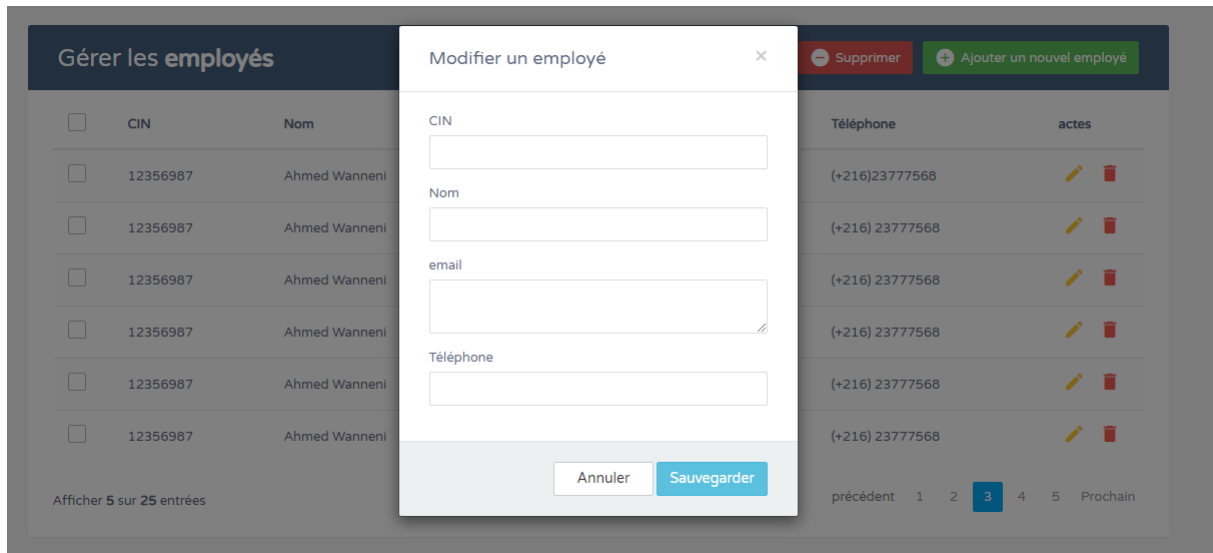 Gérer les employés
Supprimer
Ajouter un nouvel employé
Modifier un employé ×
CIN
Nom
email
Téléphone
Annuler Sauvegarder
CIN Nom Téléphone actes
12356987 Ahmed Wanneni (+216)23777568
12356987 Ahmed Wanneni (+216) 23777568
12356987 Ahmed Wanneni (+216) 23777568
12356987 Ahmed Wanneni (+216) 23777568
12356987 Ahmed Wanneni (+216) 23777568
12356987 Ahmed Wanneni (+216) 23777568
Afficher 5 sur 25 entrées
précédent 1 2 3 4 5 Prochain